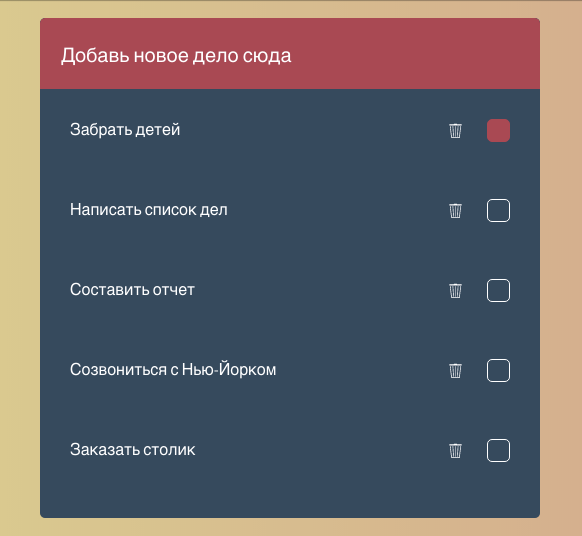 Добавь новое дело сюда
Забрать детей
Написать список дел
Составить отчет
Созвониться с Нью-Йорком
Заказать столик